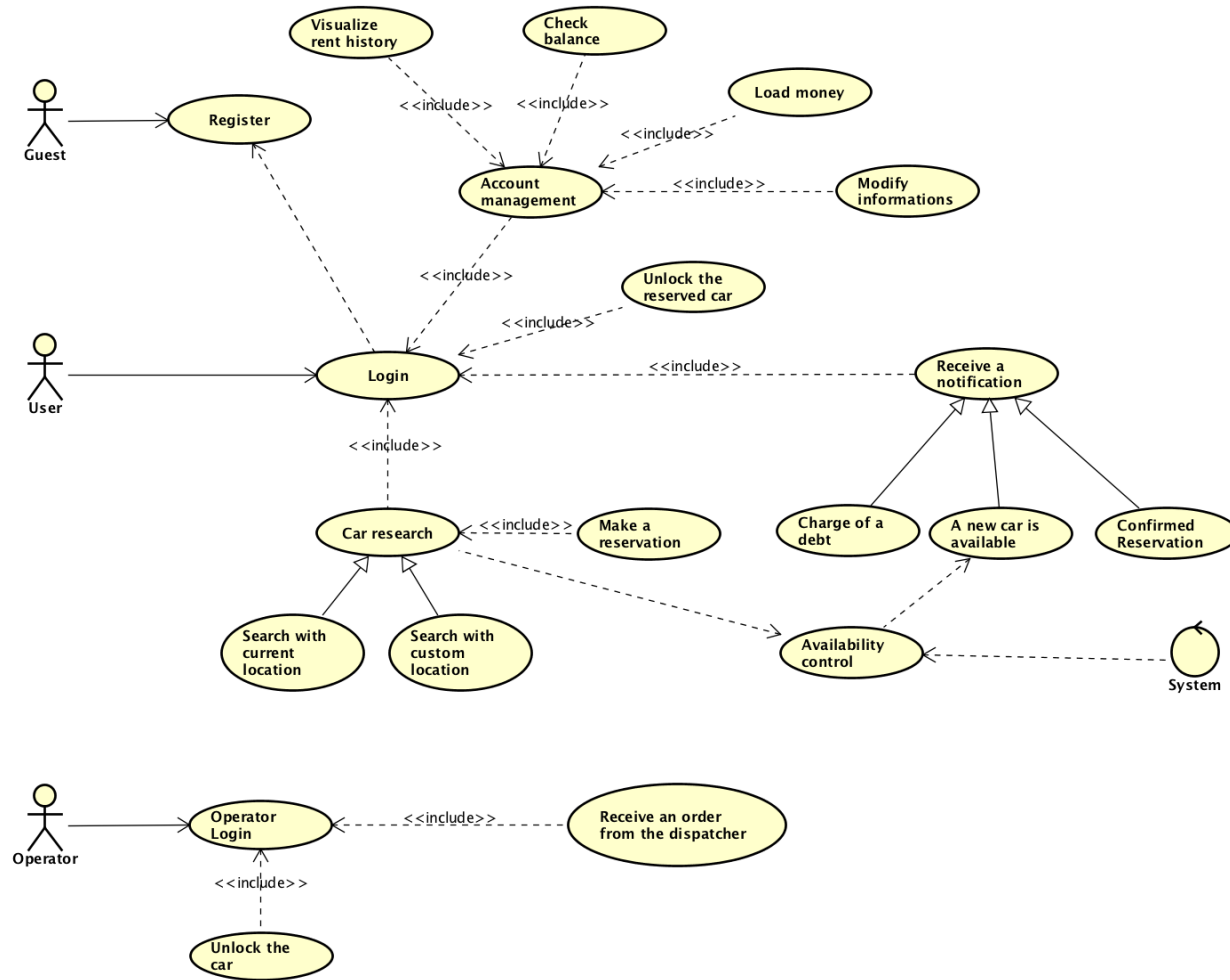 Visualize
rent history
Check
balance
Load money
<<include>>
<<include>>
<<include>>
Register
Guest
Account
management
<<include>>
Modify
informations
<<include>>
Unlock the
reserved car
<<include>>
User
Login
<<include>>
Receive a
notification
<<include>>
Car research
<<include>>
Make a
reservation
Charge of a
debt
A new car is
available
Confirmed
Reservation
Search with
current
location
Search with
custom
location
Availability
control
System
Operator
Operator
Login
<<include>>
Receive an order
from the dispatcher
<<include>>
Unlock the
car